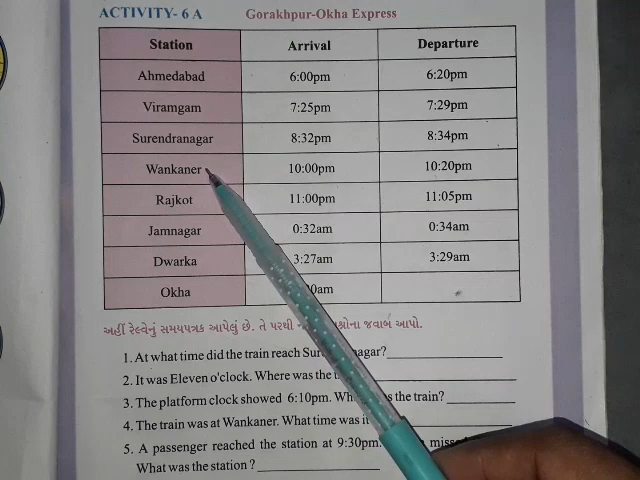 ACTIVITY- 6 A Gorakhpur-Okha Express
Station Arrival Departure
Ahmedabad 6:00pm 6:20pm
Viramgam 7:25pm 7:29pm
Surendranagar 8:32pm 8:34pm
Wankaner 10:00pm 10:20pm
Rajkot 11:00pm 11:05pm
Jamnagar 0:32am 0:34am
Dwarka 3:27am 3:29am
Okha 0am
અહીં રેલ્વેનું સમયપત્રક આપેલું છે. તે પરથી જવાબ આપો.
1. At what time did the train reach Sur nagar?
2. It was Eleven o'clock. Where was the
3. The platform clock showed 6:10pm. Wh s the train?
4. The train was at Wankaner. What time was it
5. A passenger reached the station at 9:30pm. miss
What was the station ?